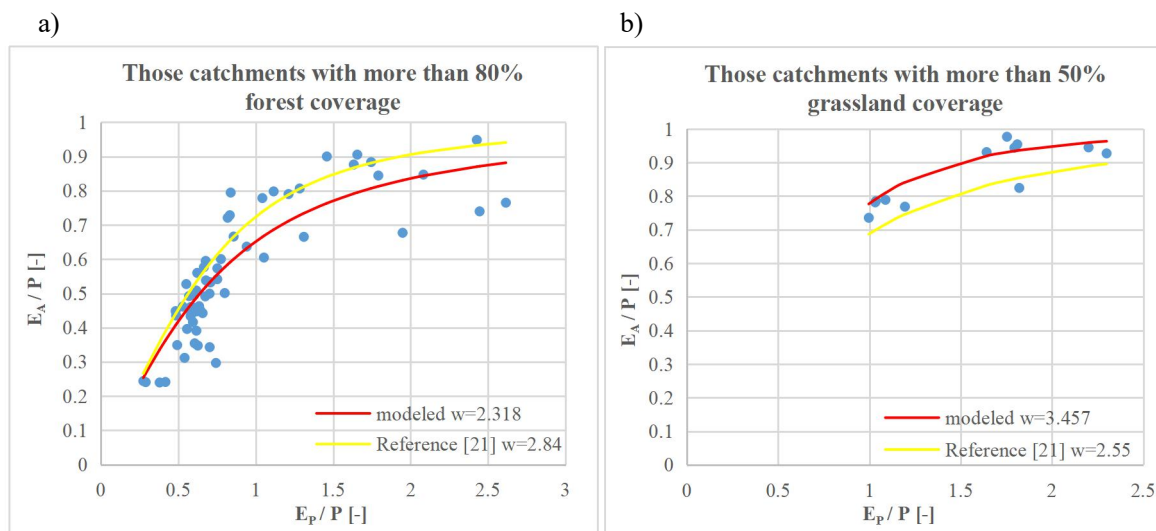 a)
Those catchments with more than 80%
forest coverage
1
0.9
0.8
0.7
0.6
0.5
0.4
0.3
0.2
0.1
0
E_A / P [-]
modeled w=2.318
Reference [21] w=2.84
0 0.5 1 1.5 2 2.5 3
E_P / P [-]
b)
Those catchments with more than 50%
grassland coverage
1
0.9
0.8
0.7
0.6
0.5
0.4
0.3
0.2
0.1
0
E_A / P [-]
modeled w=3.457
Reference [21] w=2.55
0 0.5 1 1.5 2 2.5
E_P / P [-]